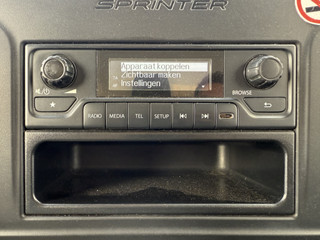 SPRINTER
Apparaat koppelen
Zichtbaar maken
Instellingen
BROWSE
RADIO MEDIA TEL SETUP